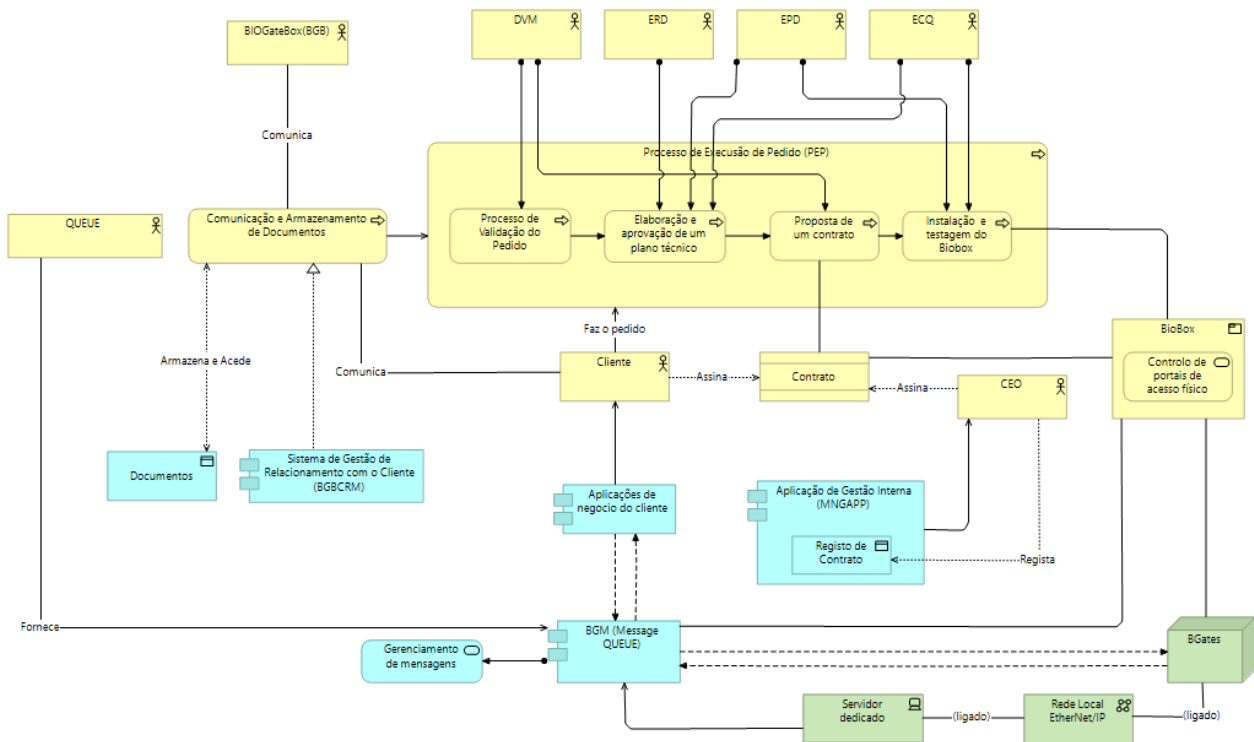 BIOGateBox(BGB)
DVM
ERD
EPD
ECQ
Comunica
Processo de Execusão de Pedido (PEP)
QUEUE
Comunicação e Armazenamento
de Documentos
Processo de
Validação do
Pedido
Elaboração e
aprovação de um
plano técnico
Proposta de
um contrato
Instalação e
testagem do
Biobox
Faz o pedido
Armazena e Acede
Comunica
Cliente
Assina
Contrato
Assina
CEO
BioBox
Controlo de
portais de
acesso físico
Documentos
Sistema de Gestão de
Relacionamento com o Cliente
(BGBCRM)
Aplicações de
negocio do cliente
Aplicação de Gestão Interna
(MNGAPP)
Registo de
Contrato
Regista
Fornece
BGM (Message
QUEUE)
Gerenciamento
de mensagens
BGates
Servidor
dedicado
(ligado)
Rede Local
EtherNet/IP
(ligado)